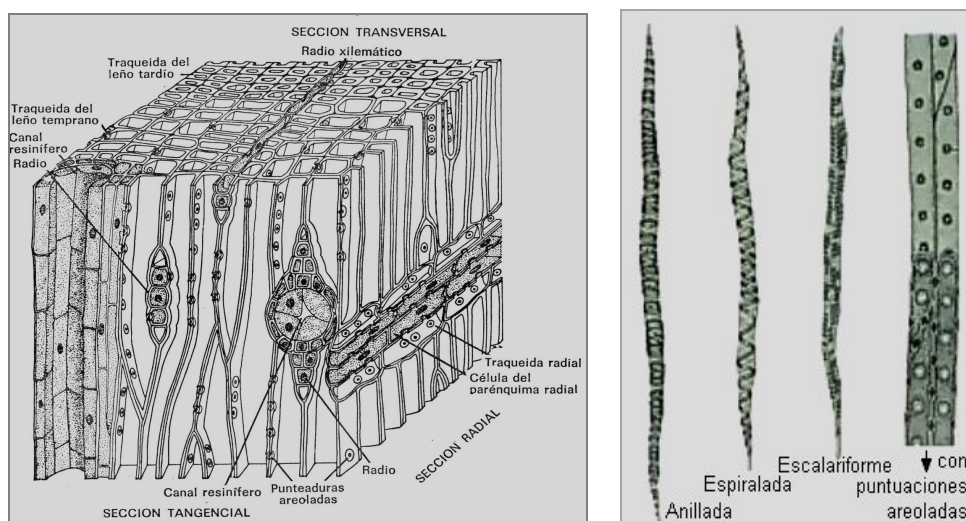 SECCION TRANSVERSAL
Radio xilemático
Traqueida del
leño tardío
Traqueida del
leño temprano
Canal
resinífero
Radio
Traqueida radial
Célula del
parénquima radial
SECCION RADIAL
Radio
Punteaduras
areoladas
Canal resinífero
SECCION TANGENCIAL
Anillada
Espiralada
Escalariforme
con
puntuaciones
areoladas